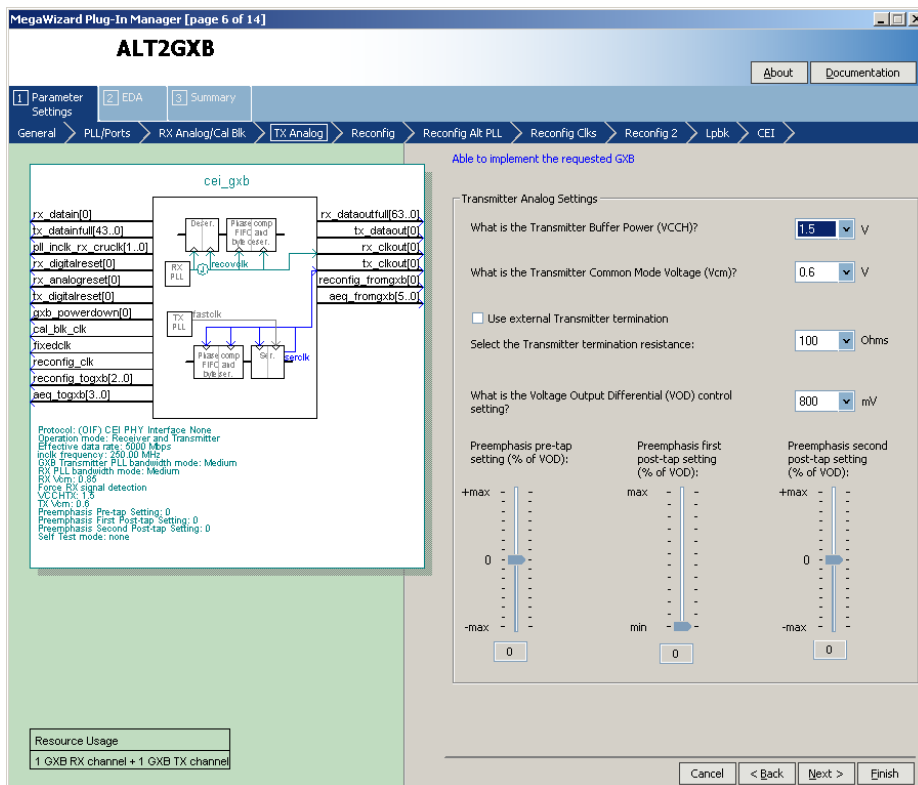 MegaWizard Plug-In Manager [page 6 of 14]
ALT2GXB
About
Documentation
1 Parameter Settings
2 EDA
3 Summary
General
PLL/Ports
RX Analog/Cal Blk
TX Analog
Reconfig
Reconfig Alt PLL
Reconfig Clks
Reconfig 2
Lpbk
CEI
cei_gxb
rx_datain[0]
tx_datainfull[43..0]
pll_inclk_rx_cruclk[1..0]
rx_digitalreset[0]
rx_analogreset[0]
tx_digitalreset[0]
gxb_powerdown[0]
cal_blk_clk
fixedclk
reconfig_clk
reconfig_togxb[2..0]
aeq_togxb[3..0]
Deser.
Phase comp
FIFO and
byte deser.
RX
PLL
recovclk
TX
PLL
fastclk
Phase comp
FIFO and
byte ser.
Ser.
serclk
rx_dataoutfull[63..0]
tx_dataout[0]
rx_clkout[0]
tx_clkout[0]
reconfig_fromgxb[0]
aeq_fromgxb[5..0]
Protocol: (OIF) CEI PHY Interface None
Operation mode: Receiver and Transmitter
Effective data rate: 5000 Mbps
inclk frequency: 250.00 MHz
GXB Transmitter PLL bandwidth mode: Medium
RX PLL bandwidth mode: Medium
RX Vcm: 0.85
Force RX signal detection
VCCHTX: 1.5
TX Vcm: 0.6
Preemphasis Pre-tap Setting: 0
Preemphasis First Post-tap Setting: 0
Preemphasis Second Post-tap Setting: 0
Self Test mode: none
Resource Usage
1 GXB RX channel + 1 GXB TX channel
Able to implement the requested GXB
Transmitter Analog Settings
What is the Transmitter Buffer Power (VCCH)?
1.5 V
What is the Transmitter Common Mode Voltage (Vcm)?
0.6 V
Use external Transmitter termination
Select the Transmitter termination resistance:
100 Ohms
What is the Voltage Output Differential (VOD) control
setting?
800 mV
Preemphasis pre-tap
setting (% of VOD):
+max
0
-max
0
Preemphasis first
post-tap setting
(% of VOD):
max
min
0
Preemphasis second
post-tap setting
(% of VOD):
+max
0
-max
0
Cancel
< Back
Next >
Finish